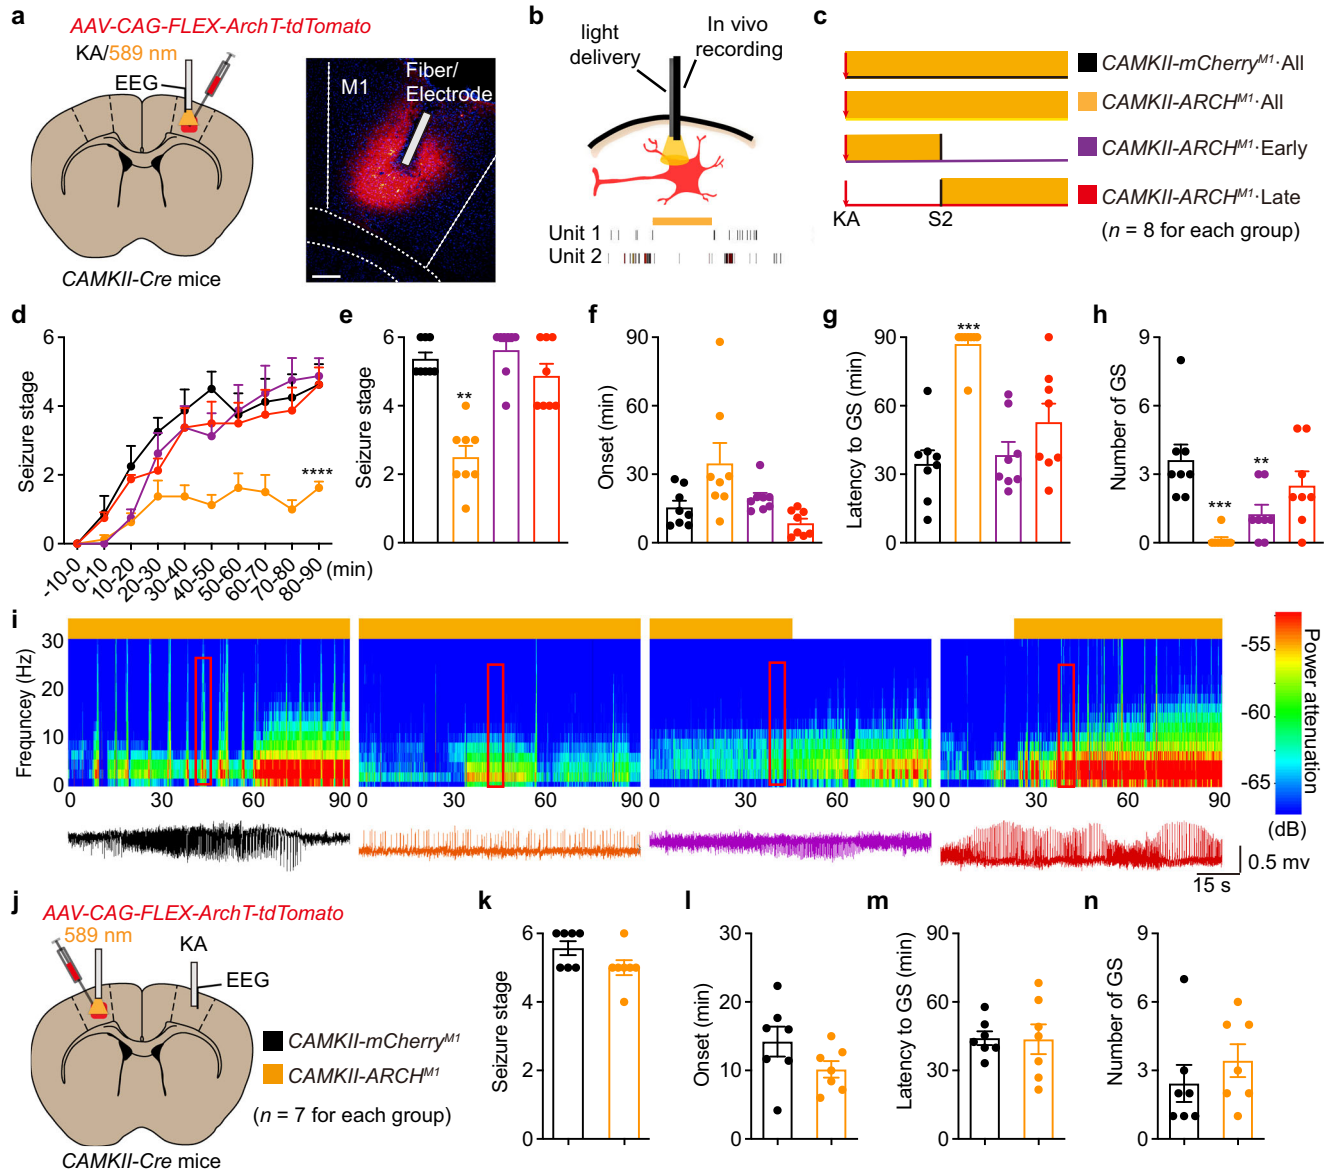 a
AAV-CAG-FLEX-ArchT-tdTomato
KA/589 nm
EEG
CAMKII-Cre mice
M1
Fiber/
Electrode
b
light
delivery
In vivo
recording
Unit 1
Unit 2
c
CAMKII-mCherryM1·All
CAMKII-ARCHM1·All
CAMKII-ARCHM1·Early
CAMKII-ARCHM1·Late
KA
S2
(n = 8 for each group)
d
Seizure stage
6
4
2
0
****
-10-0
0-10
10-20
20-30
30-40
40-50
50-60
60-70
70-80
80-90
(min)
e
Seizure stage
6
4
2
0
**
f
Onset (min)
90
60
30
0
g
Latency to GS (min)
90
60
30
0
***
h
Number of GS
9
6
3
0
***
**
i
Frequncey (Hz)
30
20
10
0
0 30 60 90
0 30 60 90
0 30 60 90
0 30 60 90
-55
-60
-65
Power attenuation
(dB)
0.5 mv
15 s
j
AAV-CAG-FLEX-ArchT-tdTomato
589 nm
KA
EEG
CAMKII-mCherryM1
CAMKII-ARCHM1
(n = 7 for each group)
CAMKII-Cre mice
k
Seizure stage
6
4
2
0
l
Onset (min)
30
20
10
0
m
Latency to GS (min)
90
60
30
0
n
Number of GS
9
6
3
0